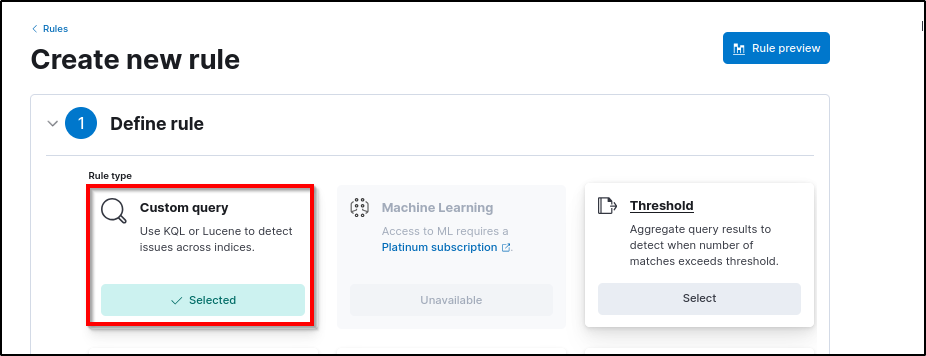 Rules
Create new rule
Rule preview
1
Define rule
Rule type
Custom query
Use KQL or Lucene to detect
issues across indices.
Selected
Machine Learning
Access to ML requires a
Platinum subscription.
Unavailable
Threshold
Aggregate query results to
detect when number of
matches exceeds threshold.
Select